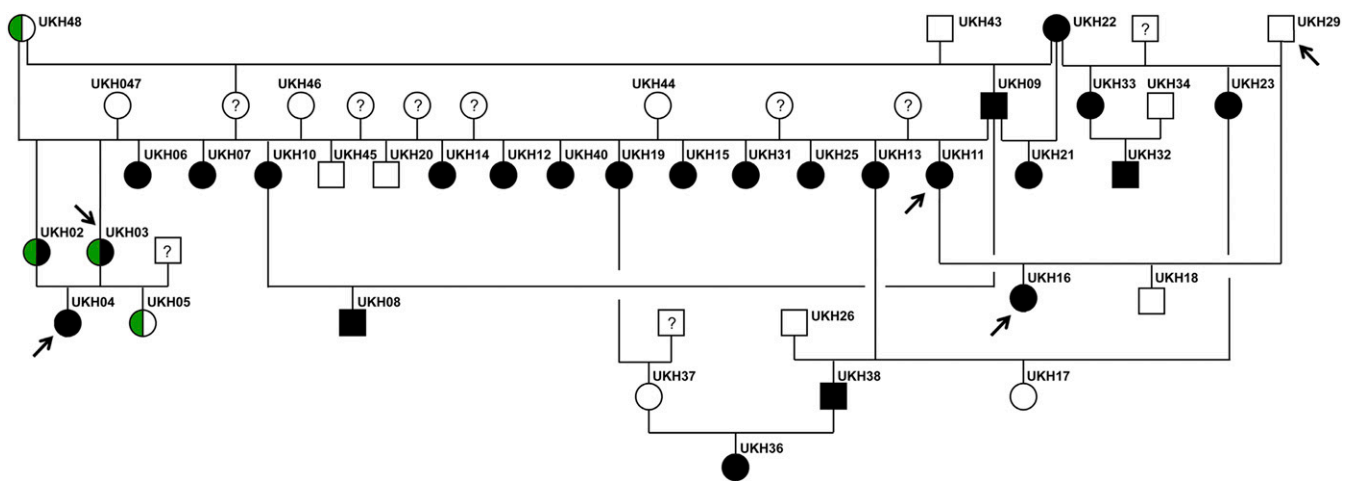 UKH48 UKH43 UKH22 ? UKH29
UKH047 ? UKH46 ? ? ? UKH44 ? ? UKH09 UKH33 UKH34 UKH23
UKH06 UKH07 UKH10 UKH45 UKH20 UKH14 UKH12 UKH40 UKH19 UKH15 UKH31 UKH25 UKH13 UKH11 UKH21 UKH32
UKH02 UKH03 ?
UKH04 UKH05 UKH08 UKH16 UKH18
? UKH26
UKH37 UKH38 UKH17
UKH36